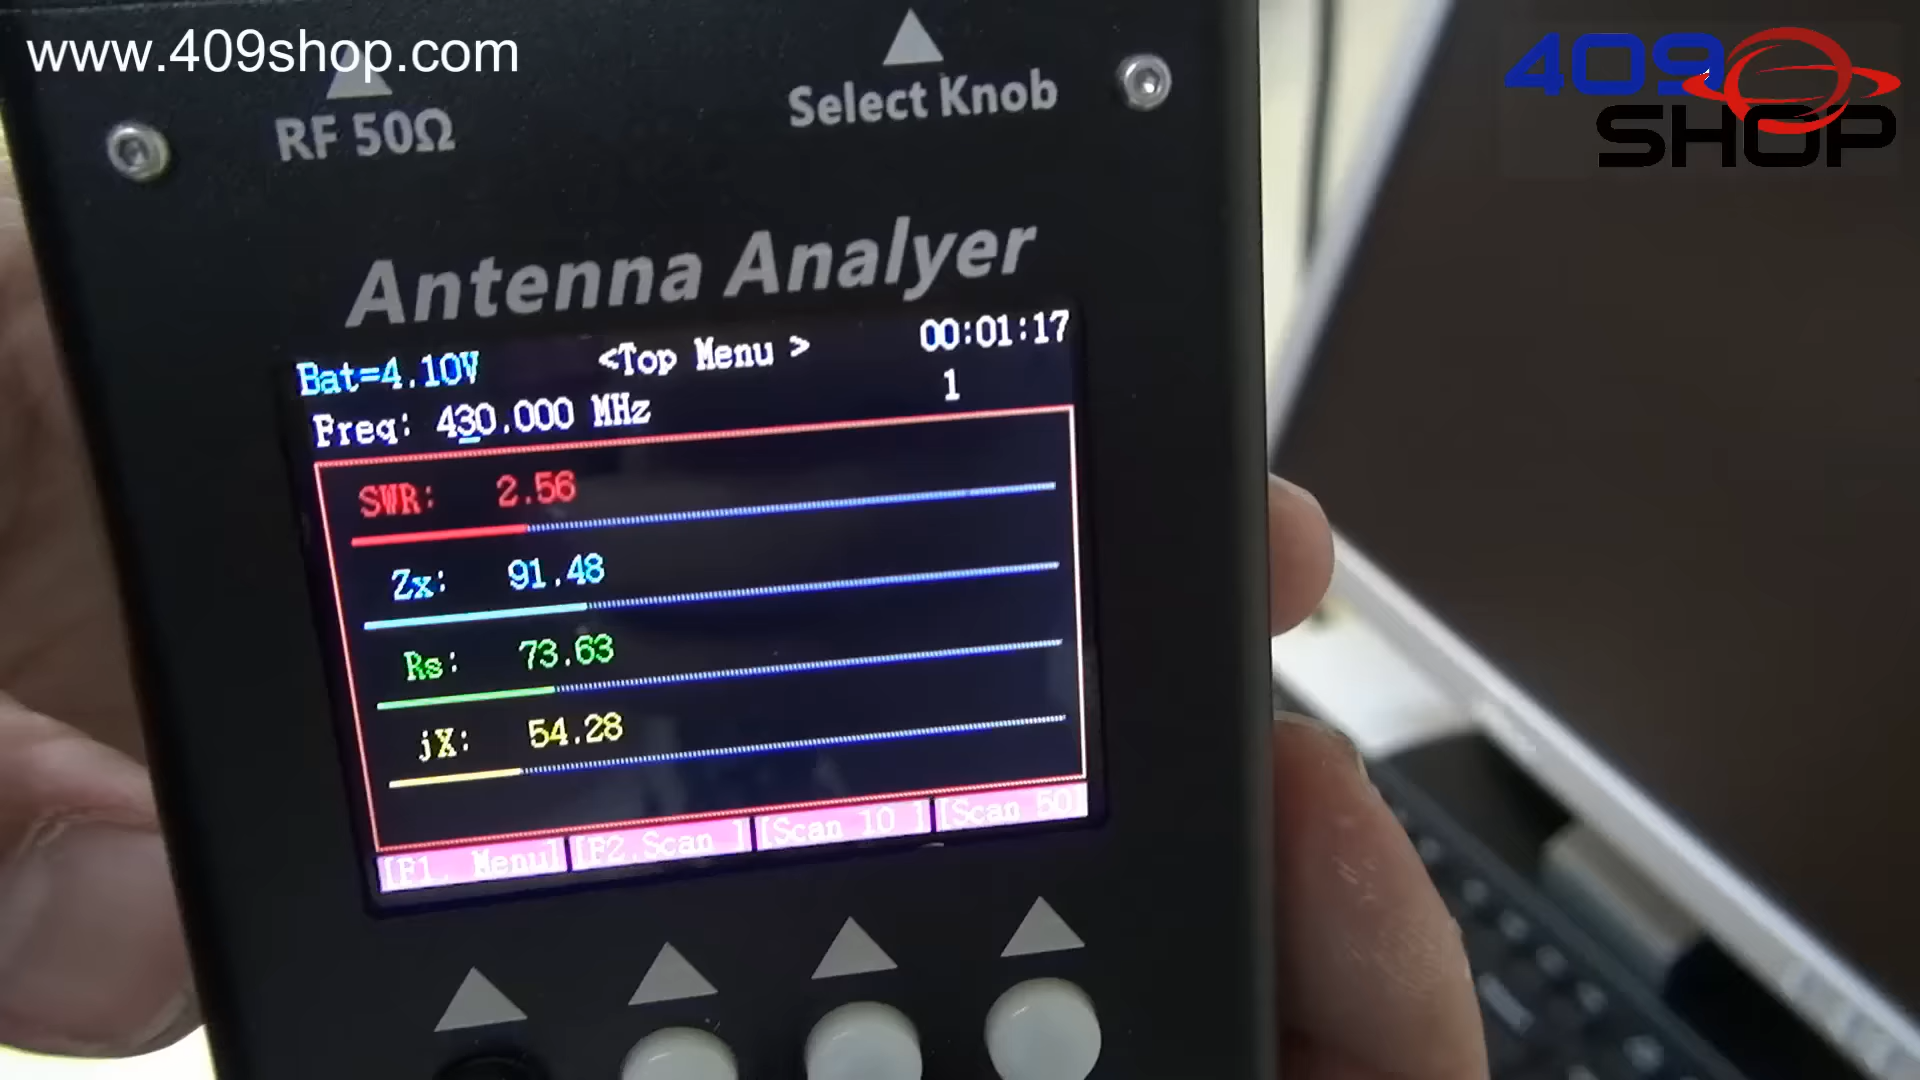 www.409shop.com
409
SHOP
RF 50Ω
Select Knob
Antenna Analyer
Bat=4.10V <Top Menu > 00:01:17
Freq: 430.000 MHz 1
SWR: 2.56
Zx: 91.48
Rs: 73.63
jX: 54.28
[F1. Menu] [F2.Scan ] [Scan 10 ] [Scan 50]